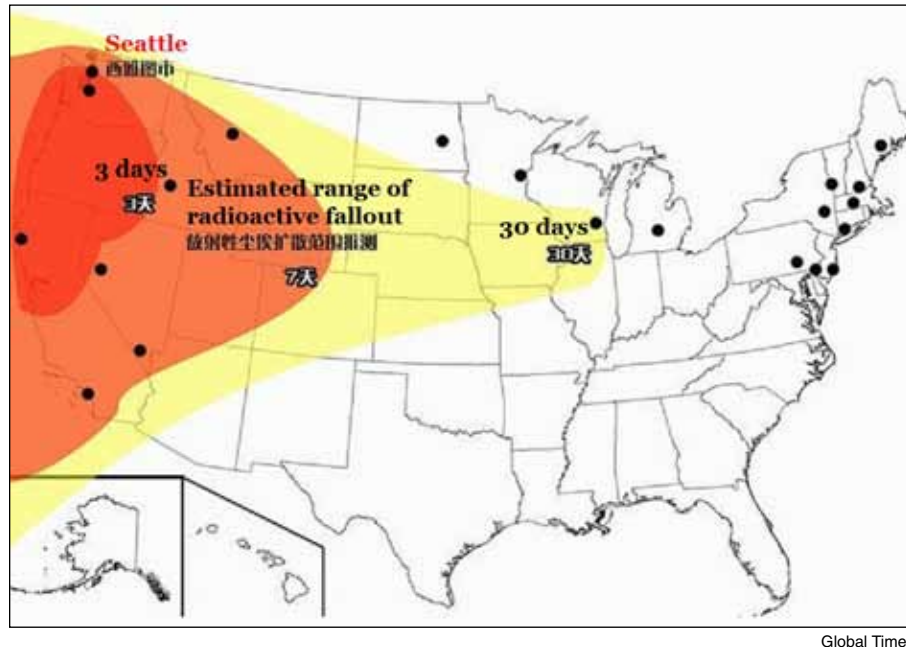 Seattle
西雅图市
3 days
3天
Estimated range of
radioactive fallout
放射性尘埃扩散范围推测
7天
30 days
30天
Global Time